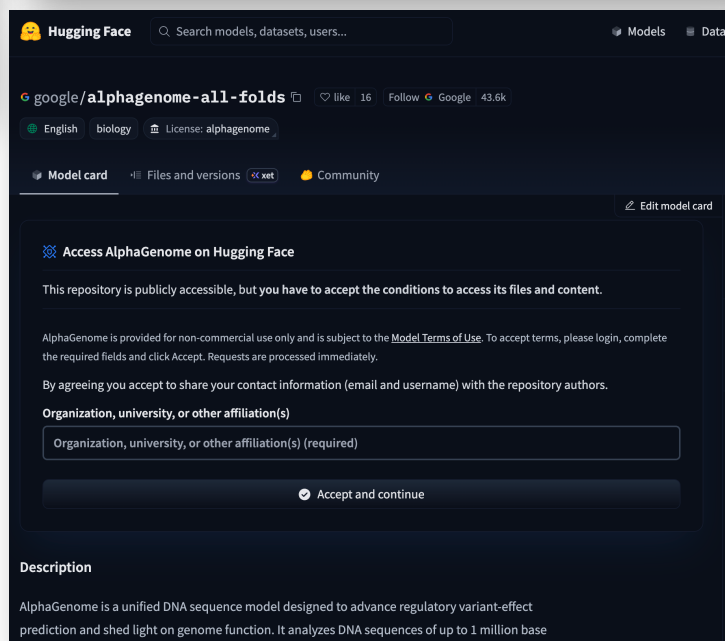 Hugging Face
Search models, datasets, users...
Models
Data
google/alphagenome-all-folds
like 16
Follow Google 43.6k
English
biology
License: alphagenome
Model card
Files and versions
xet
Community
Edit model card
Access AlphaGenome on Hugging Face
This repository is publicly accessible, but you have to accept the conditions to access its files and content.
AlphaGenome is provided for non-commercial use only and is subject to the Model Terms of Use. To accept terms, please login, complete
the required fields and click Accept. Requests are processed immediately.
By agreeing you accept to share your contact information (email and username) with the repository authors.
Organization, university, or other affiliation(s)
Organization, university, or other affiliation(s) (required)
Accept and continue
Description
AlphaGenome is a unified DNA sequence model designed to advance regulatory variant-effect
prediction and shed light on genome function. It analyzes DNA sequences of up to 1 million base